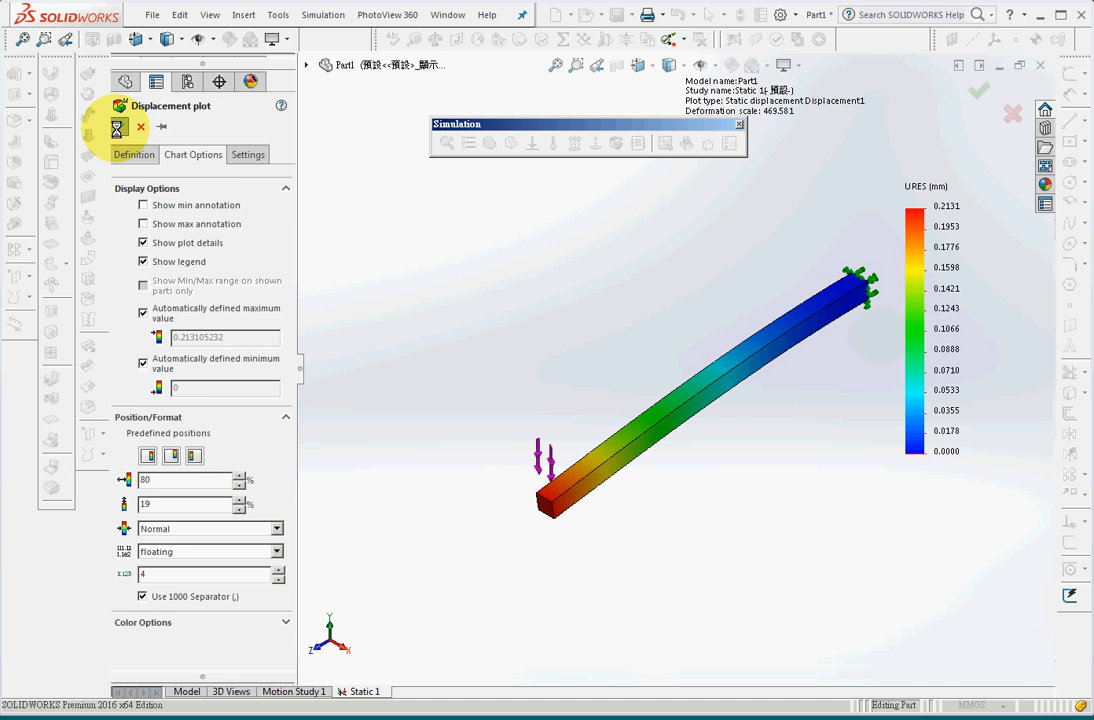 SOLIDWORKS
File Edit View Insert Tools Simulation PhotoView 360 Window Help
Part1 *
Search SOLIDWORKS Help
Part1 (預設<<預設>_顯示...
Displacement plot
Definition Chart Options Settings
Display Options
Show min annotation
Show max annotation
Show plot details
Show legend
Show Min/Max range on shown
parts only
Automatically defined maximum
value
0.213105232
Automatically defined minimum
value
0
Position/Format
Predefined positions
80 %
19 %
Normal
111.11
floating
X.123
4
Use 1000 Separator (,)
Color Options
Model name:Part1
Study name:Static 1(-預設-)
Plot type: Static displacement Displacement1
Deformation scale: 469.581
Simulation
URES (mm)
0.2131
0.1953
0.1776
0.1598
0.1421
0.1243
0.1066
0.0888
0.0710
0.0533
0.0355
0.0178
0.0000
Y
Z X
Model 3D Views Motion Study 1 Static 1
SOLIDWORKS Premium 2016 x64 Edition
Editing Part
MMGS